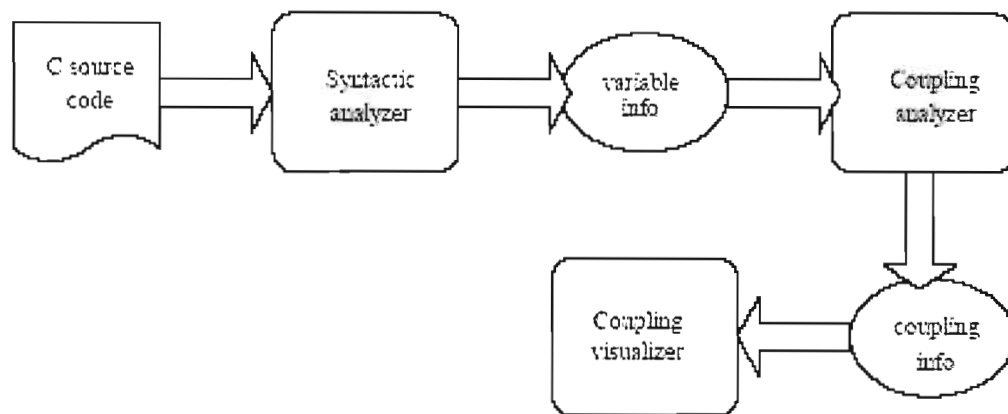 C source
code
Syntactic
analyzer
variable
info
Coupling
analyzer
Coupling
visualizer
coupling
info